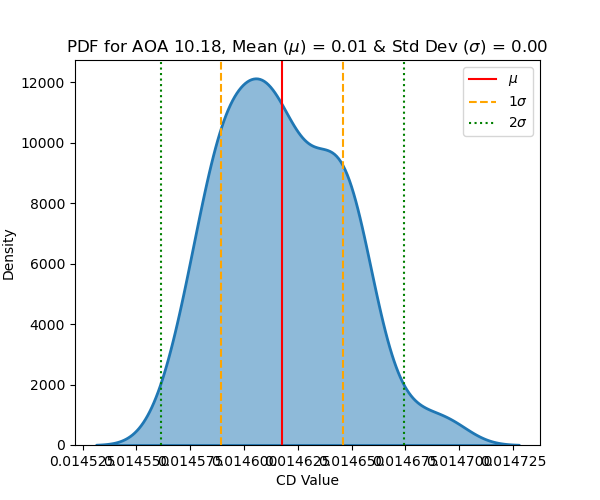 PDF for AOA 10.18, Mean (μ) = 0.01 & Std Dev (σ) = 0.00
μ
1σ
2σ
12000
10000
8000
6000
4000
2000
0
Density
0.014525 0.014550 0.014575 0.014600 0.014625 0.014650 0.014675 0.014700 0.014725
CD Value